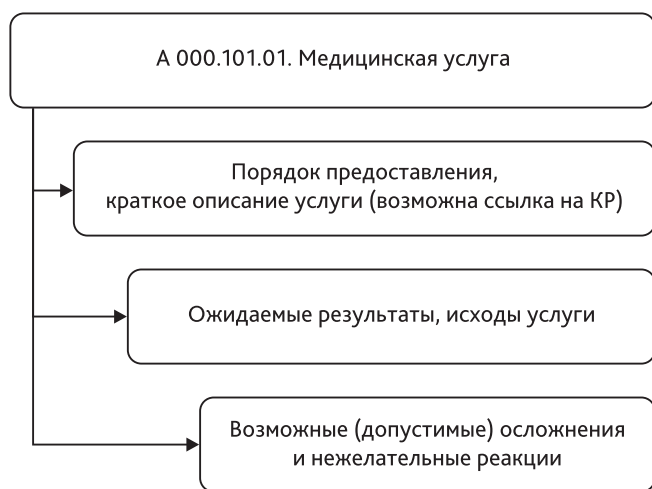 А 000.101.01. Медицинская услуга
Порядок предоставления,
краткое описание услуги (возможна ссылка на КР)
Ожидаемые результаты, исходы услуги
Возможные (допустимые) осложнения
и нежелательные реакции